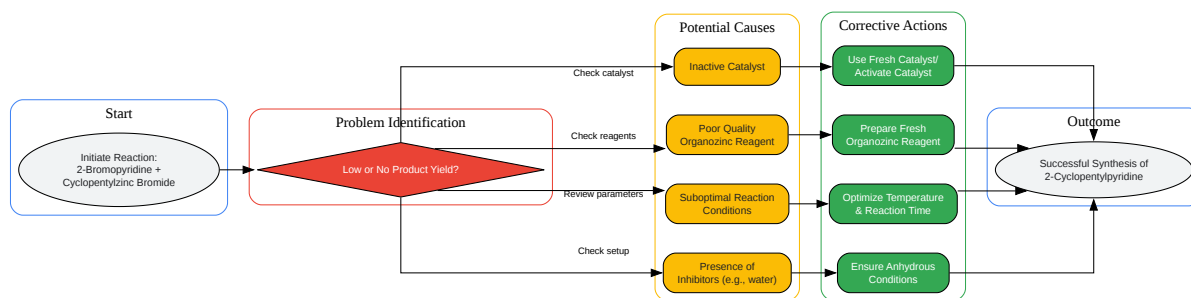 Start
Initiate Reaction:
2-Bromopyridine +
Cyclopentylzinc Bromide
Problem Identification
Low or No Product Yield?
Check catalyst
Check reagents
Review parameters
Check setup
Potential Causes
Inactive Catalyst
Poor Quality
Organozinc Reagent
Suboptimal Reaction
Conditions
Presence of
Inhibitors (e.g., water)
Corrective Actions
Use Fresh Catalyst/
Activate Catalyst
Prepare Fresh
Organozinc Reagent
Optimize Temperature
& Reaction Time
Ensure Anhydrous
Conditions
Outcome
Successful Synthesis of
2-Cyclopentylpyridine